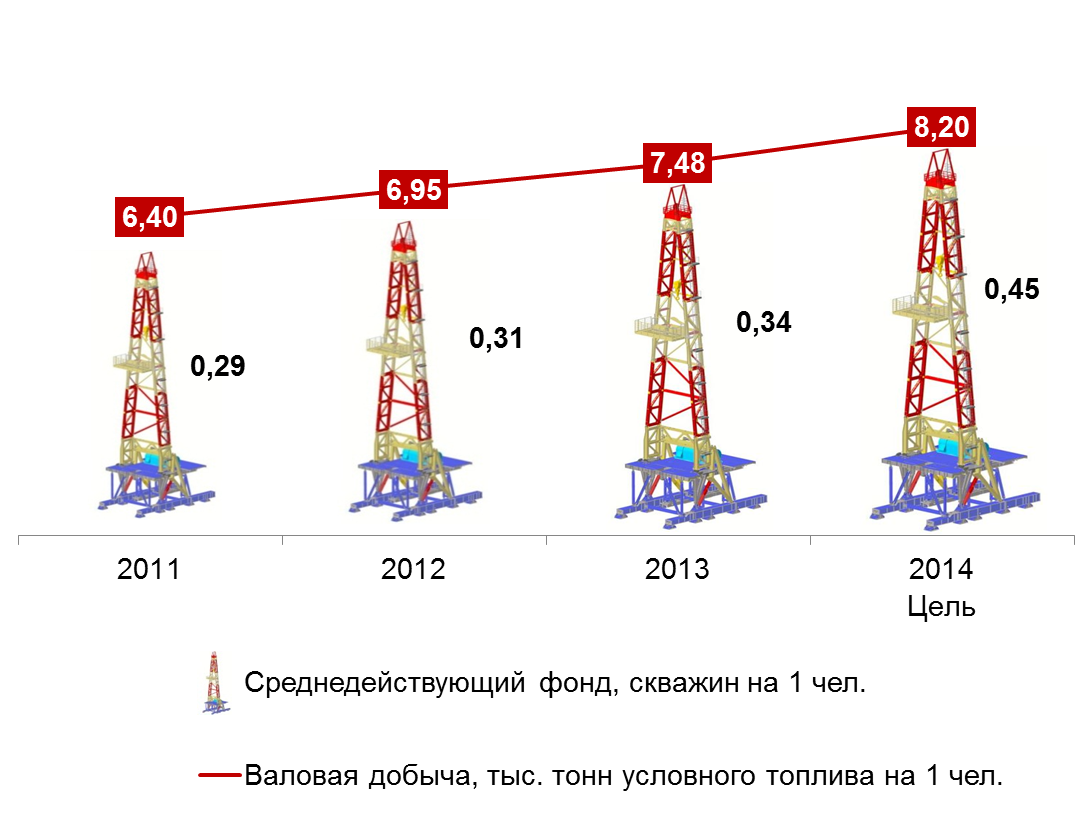 8,20
7,48
6,95
6,40
0,45
0,34
0,31
0,29
2011 2012 2013 2014
Цель
Среднедействующий фонд, скважин на 1 чел.
Валовая добыча, тыс. тонн условного топлива на 1 чел.